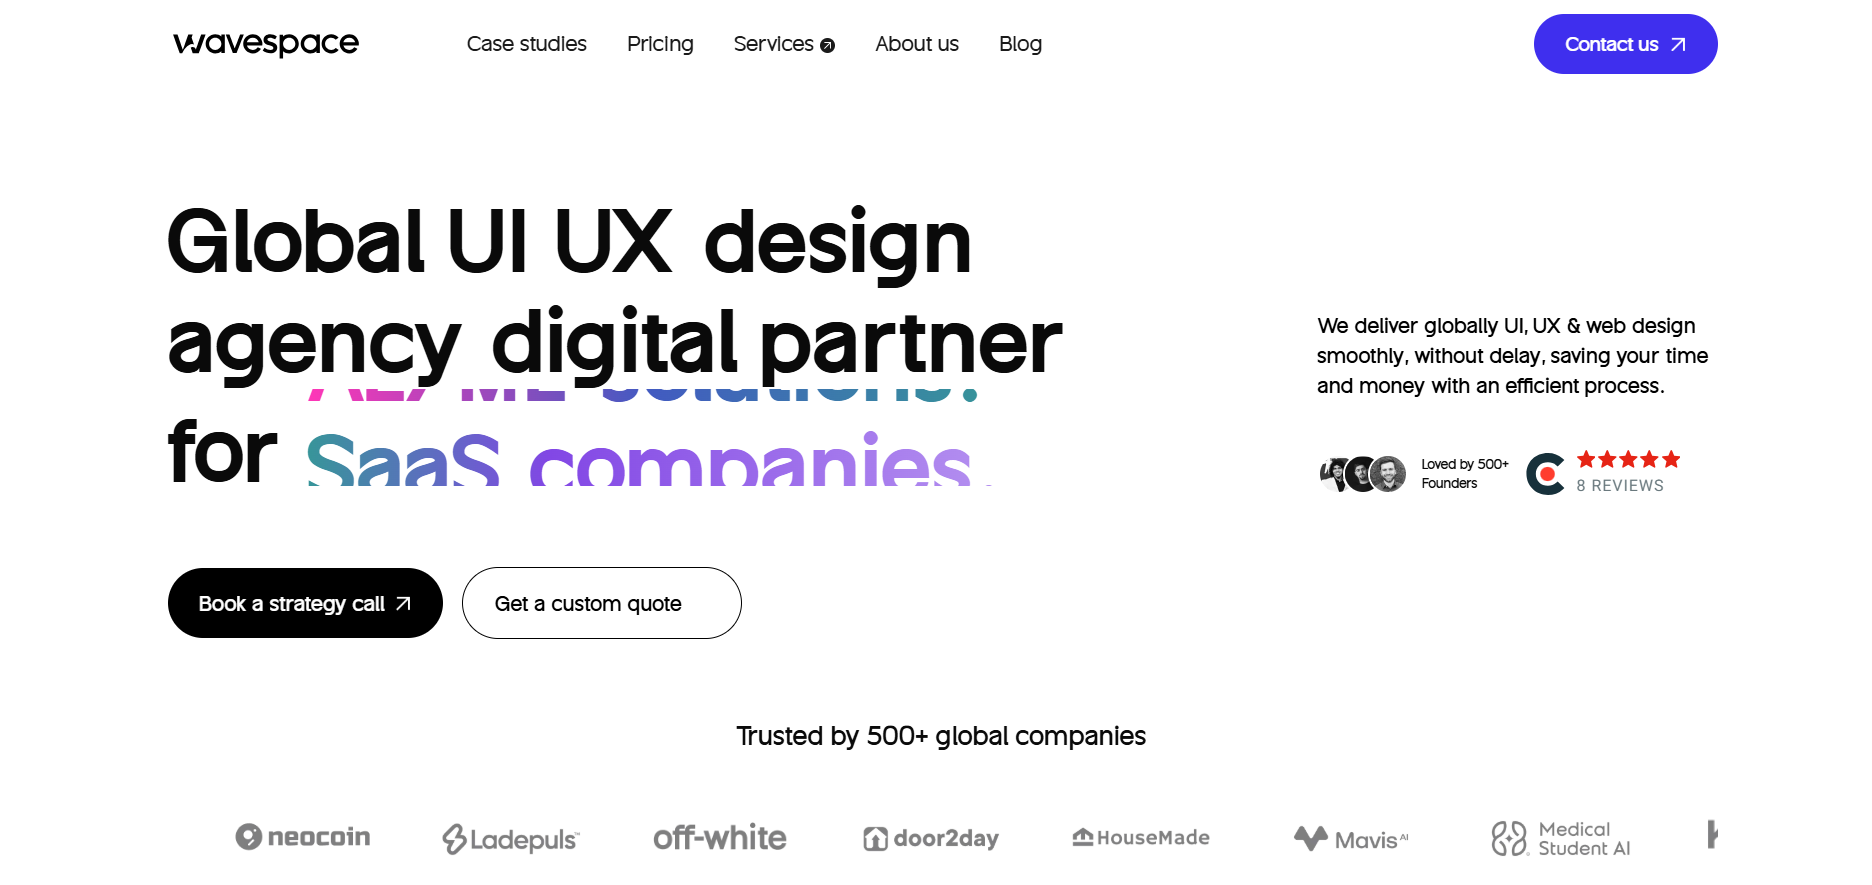 wavespace
Case studies
Pricing
Services
About us
Blog
Contact us
Global UI UX design
agency digital partner
for
solutions.
SaaS companies.
We deliver globally UI, UX & web design
smoothly, without delay, saving your time
and money with an efficient process.
Loved by 500+
Founders
8 REVIEWS
Book a strategy call
Get a custom quote
Trusted by 500+ global companies
neocoin
Ladepuls™
off-white
door2day
HouseMade
Mavis AI
Medical
Student AI